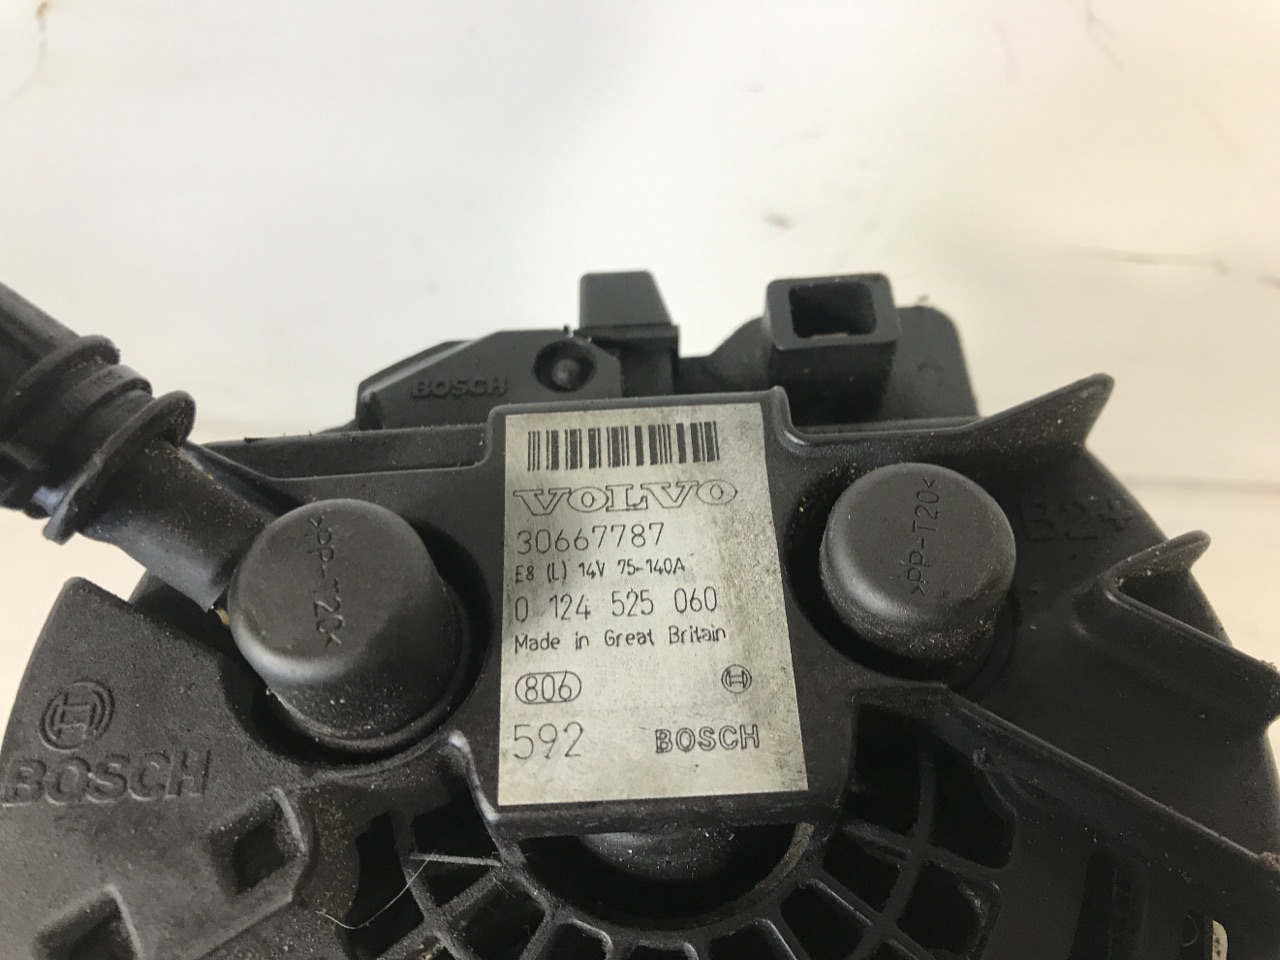 BOSCH
VOLVO
30667787
E8 (L) 14V 75-140A
0 124 525 060
Made in Great Britain
806
592 BOSCH
>PP-T20<
>PP-T20<
B2+
BOSCH